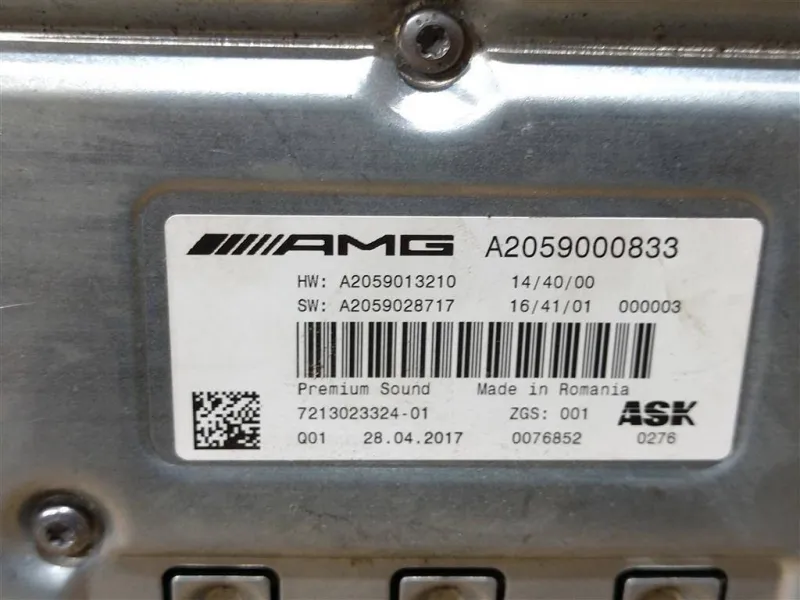 AMG A2059000833
HW: A2059013210 14/40/00
SW: A2059028717 16/41/01 000003
Premium Sound Made in Romania
7213023324-01 ZGS: 001 ASK
Q01 28.04.2017 0076852 0276